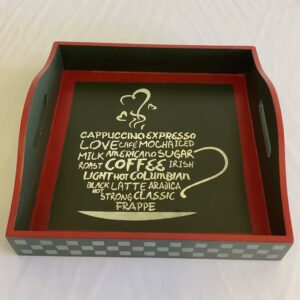 CAPPUCCINO EXPRESSO
LOVE CAFÉ MOCHA ICED
MILK AMERICANO SUGAR
ROAST COFFEE IRISH
LIGHT HOT COLUMBIAN
BLACK LATTE ARABICA
HOT STRONG CLASSIC
FRAPPE